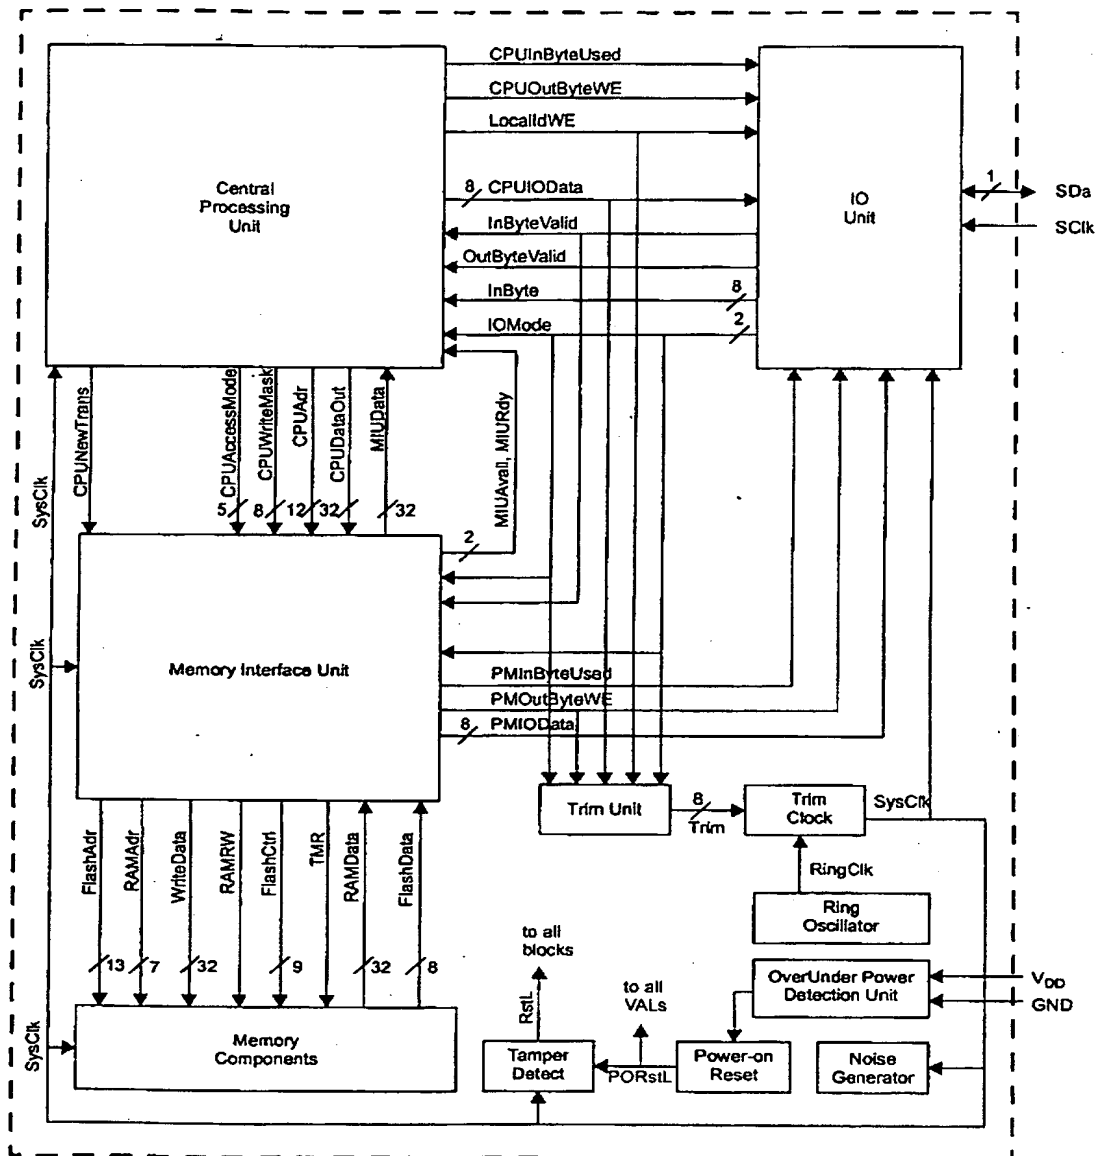 CPUInByteUsed
CPUOutByteWE
LocalIdWE
8 CPUIOData
InByteValid
OutByteValid
InByte 8
IOMode 2
Central
Processing
Unit
IO
Unit
1
SDa
SClk
SysClk
CPUNewTrans
CPUAccessMode
CPUWriteMask
CPUAdr
CPUDataOut
MIUData
MIUAvail, MIURdy
5
8
12
32
32
2
SysClk
Memory Interface Unit
PMInByteUsed
PMOutByteWE
8 PMIOData
Trim Unit
8
Trim
Trim
Clock
SysClk
RingClk
Ring
Oscillator
FlashAdr
RAMAdr
WriteData
RAMRW
FlashCtrl
TMR
RAMData
FlashData
13
7
32
9
32
8
SysClk
Memory
Components
to all
blocks
RstL
to all
VALs
OverUnder Power
Detection Unit
VDD
GND
Tamper
Detect
PORstL
Power-on
Reset
Noise
Generator